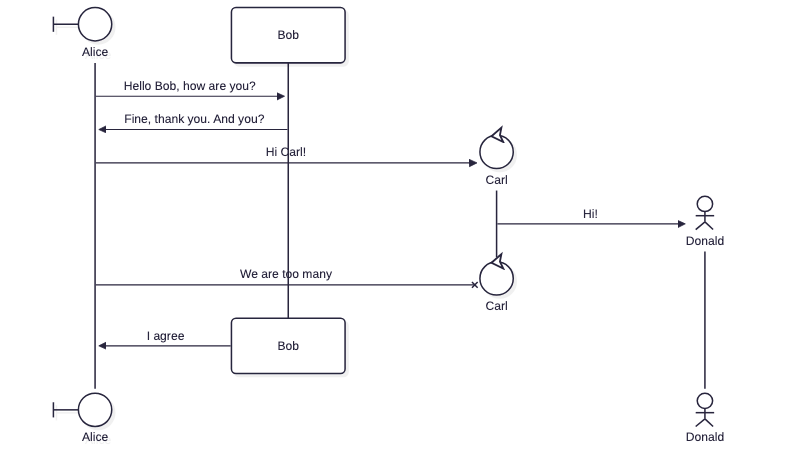 Alice
Bob
Hello Bob, how are you?
Fine, thank you. And you?
Hi Carl!
Carl
Hi!
Donald
We are too many
Carl
I agree
Bob
Alice
Donald